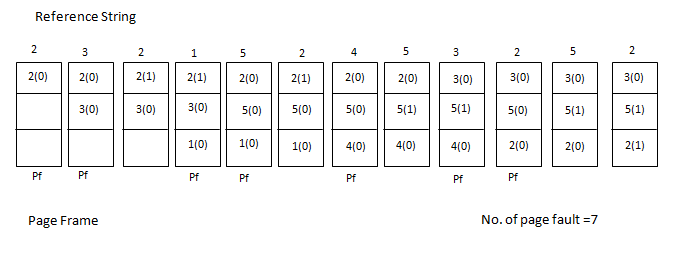 Reference String
2 3 2 1 5 2 4 5 3 2 5 2
2(0) 2(0) 2(1) 2(1) 2(0) 2(1) 2(0) 2(0) 3(0) 3(0) 3(0) 3(0)
3(0) 3(0) 3(0) 5(0) 5(0) 5(0) 5(1) 5(1) 5(0) 5(1) 5(1)
1(0) 1(0) 1(0) 4(0) 4(0) 4(0) 2(0) 2(0) 2(1)
Pf Pf Pf Pf Pf Pf Pf
Page Frame No. of page fault =7